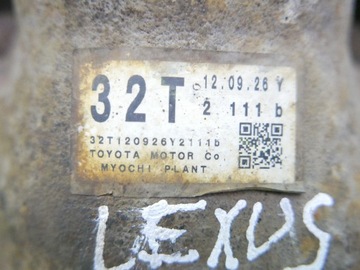 32T 12.09.26 Y
2 111 b
32T120926Y2111b
TOYOTA MOTOR Co.
MYOCHI PLANT
LEXUS